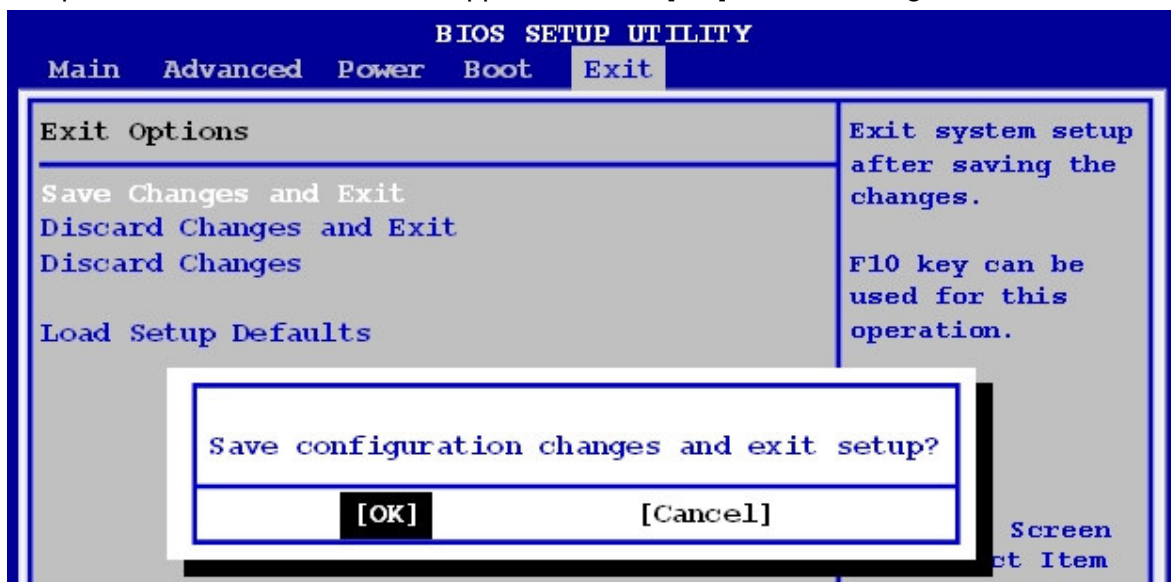 BIOS SETUP UTILITY
Main Advanced Power Boot Exit
Exit Options
Save Changes and Exit
Discard Changes and Exit
Discard Changes
Load Setup Defaults
Exit system setup
after saving the
changes.
F10 key can be
used for this
operation.
Save configuration changes and exit setup?
[OK] [Cancel]
Screen
ct Item